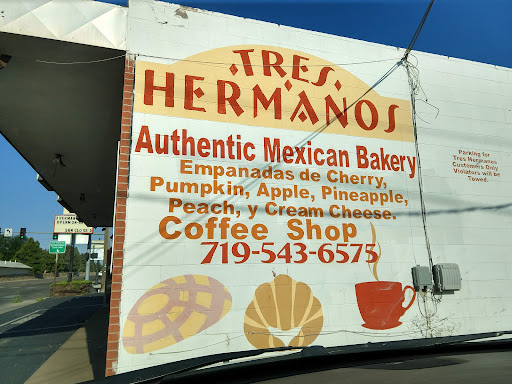 TRES
HERMANOS
Authentic Mexican Bakery
Empanadas de Cherry,
Pumpkin, Apple, Pineapple,
Peach, y Cream Cheese.
Coffee Shop
719-543-6575
Parking for
Tres Hermanos
Customers Only
Violators will be
Towed.